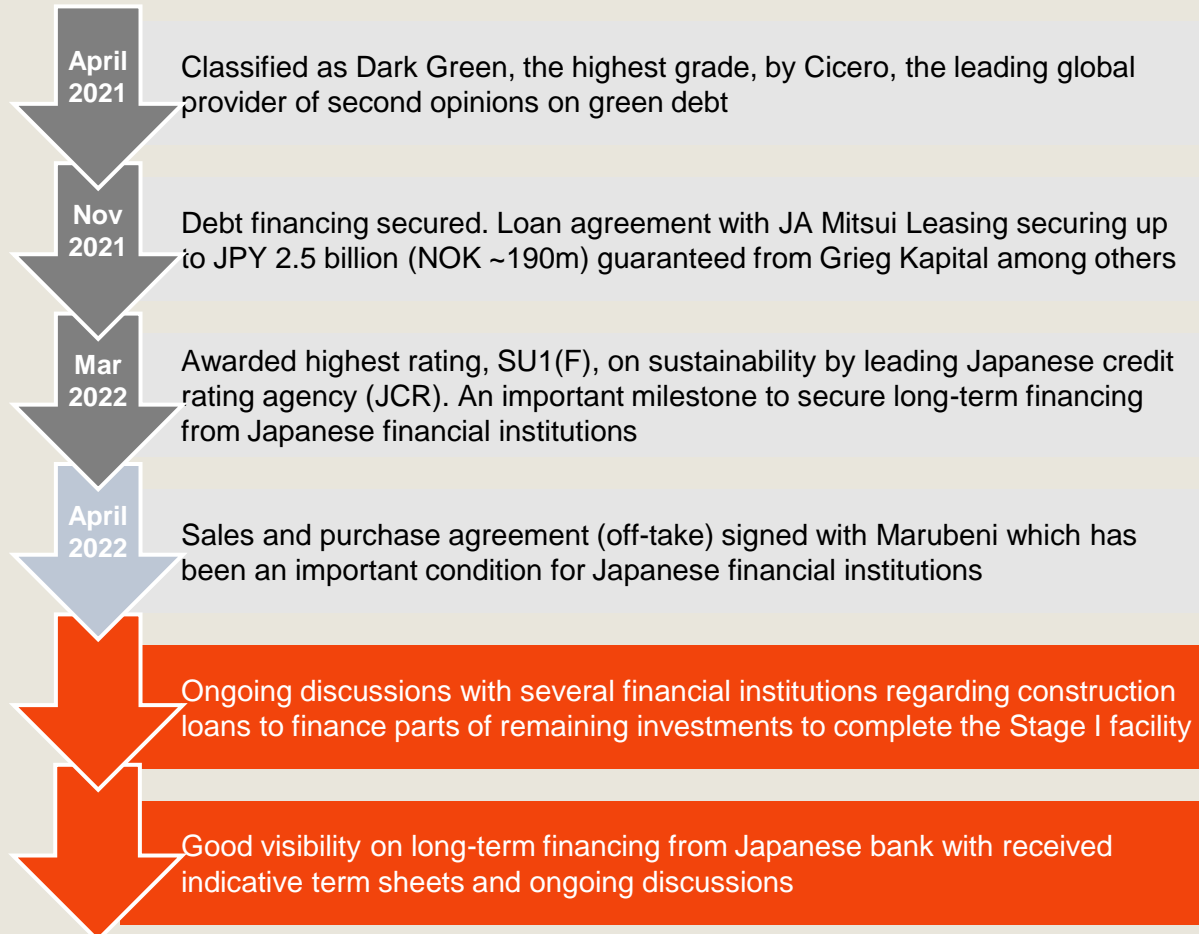 April
2021
Classified as Dark Green, the highest grade, by Cicero, the leading global
provider of second opinions on green debt
Nov
2021
Debt financing secured. Loan agreement with JA Mitsui Leasing securing up
to JPY 2.5 billion (NOK ~190m) guaranteed from Grieg Kapital among others
Mar
2022
Awarded highest rating, SU1(F), on sustainability by leading Japanese credit
rating agency (JCR). An important milestone to secure long-term financing
from Japanese financial institutions
April
2022
Sales and purchase agreement (off-take) signed with Marubeni which has
been an important condition for Japanese financial institutions
Ongoing discussions with several financial institutions regarding construction
loans to finance parts of remaining investments to complete the Stage I facility
Good visibility on long-term financing from Japanese bank with received
indicative term sheets and ongoing discussions